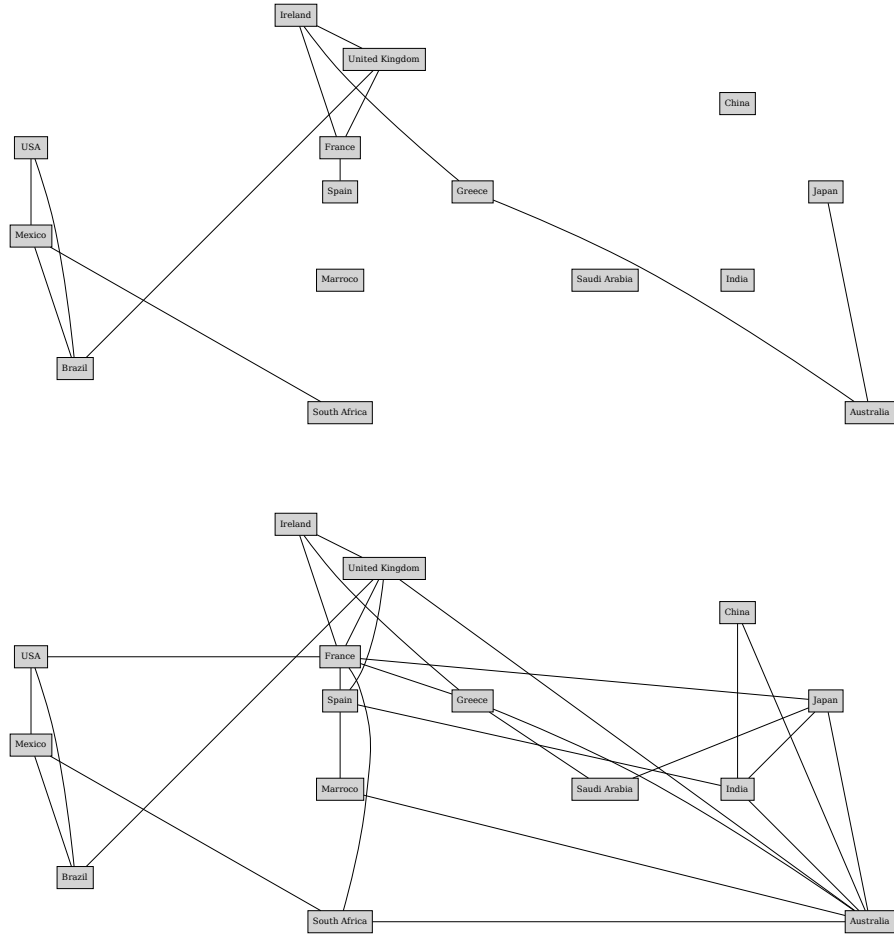 Ireland
United Kingdom
China
USA
France
Spain
Greece
Japan
Mexico
Marroco
Saudi Arabia
India
Brazil
South Africa
Australia
Ireland
United Kingdom
China
USA
France
Spain
Greece
Japan
Mexico
Marroco
Saudi Arabia
India
Brazil
South Africa
Australia